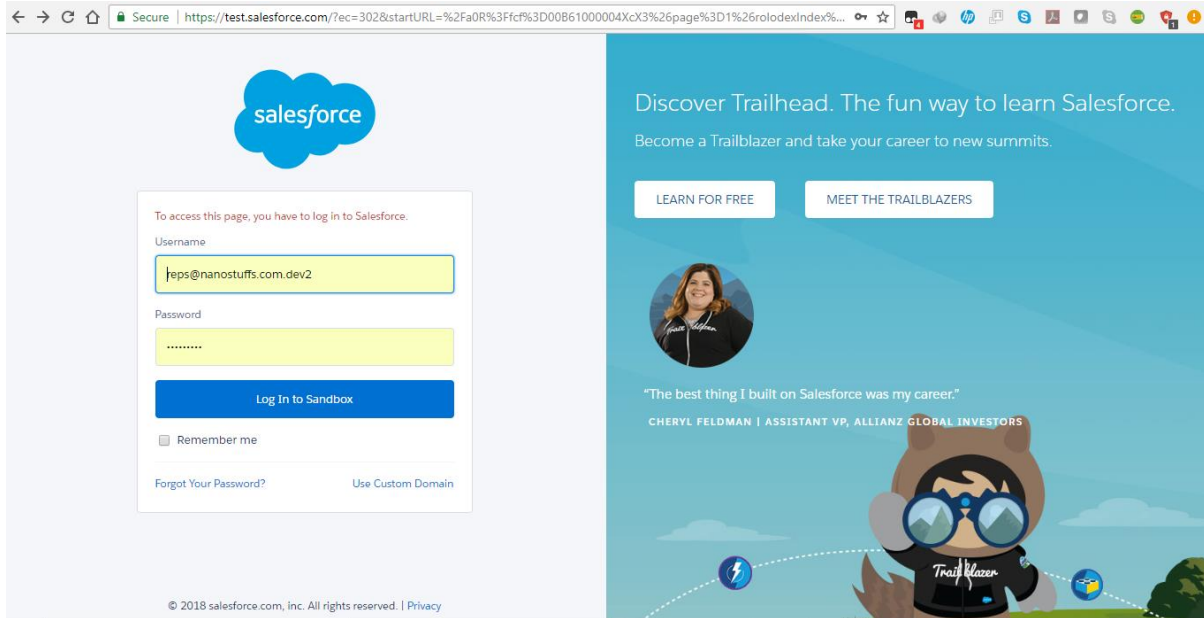 Secure | https://test.salesforce.com/?ec=302&startURL=%2Fa0R%3Ffcf%3D00B61000004XcX3%26page%3D1%26rolodexIndex%...
salesforce
To access this page, you have to log in to Salesforce.
Username
reps@nanostuffs.com.dev2
Password
.........
Log In to Sandbox
Remember me
Forgot Your Password?
Use Custom Domain
© 2018 salesforce.com, inc. All rights reserved. | Privacy
Discover Trailhead. The fun way to learn Salesforce.
Become a Trailblazer and take your career to new summits.
LEARN FOR FREE
MEET THE TRAILBLAZERS
“The best thing I built on Salesforce was my career.”
CHERYL FELDMAN | ASSISTANT VP, ALLIANZ GLOBAL INVESTORS
Trailblazer